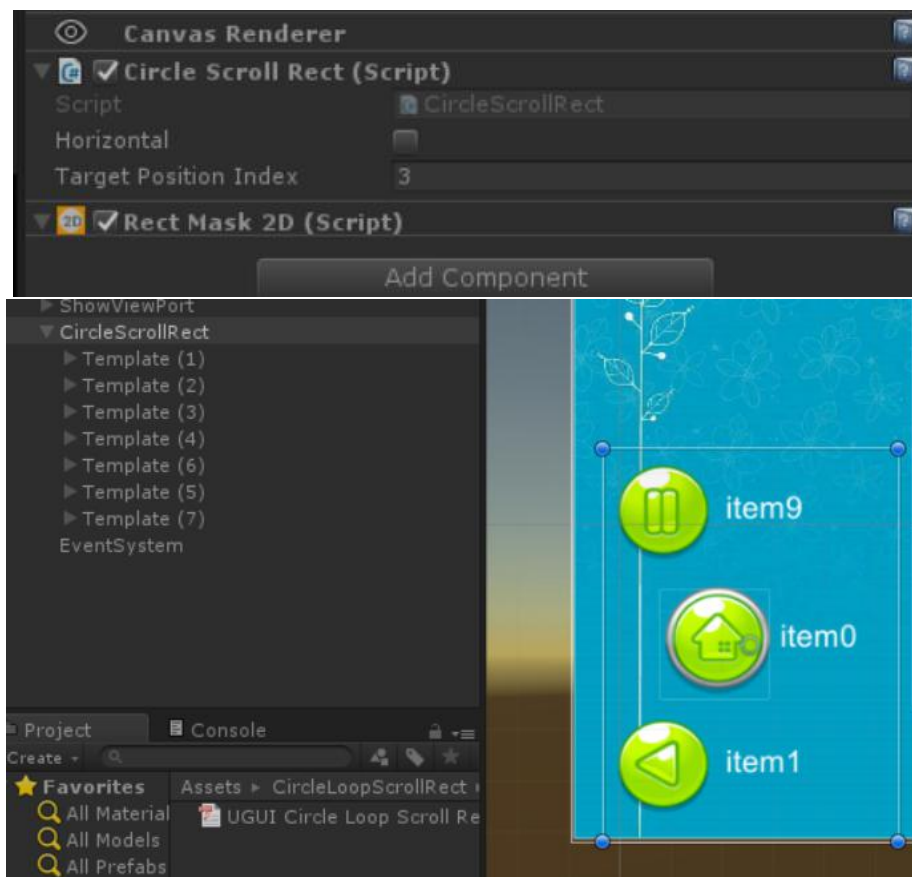 Canvas Renderer
Circle Scroll Rect (Script)
Script CircleScrollRect
Horizontal
Target Position Index 3
2D Rect Mask 2D (Script)
Add Component
ShowViewPort
CircleScrollRect
Template (1)
Template (2)
Template (3)
Template (4)
Template (6)
Template (5)
Template (7)
EventSystem
item9
item0
item1
Project Console
Create
Favorites Assets CircleLoopScrollRect
All Material UGUI Circle Loop Scroll Re
All Models
All Prefabs